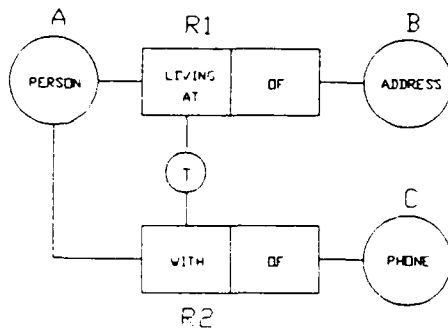 A R1 B
PERSON LIVING AT OF ADDRESS
T
C
WITH OF PHONE
R2